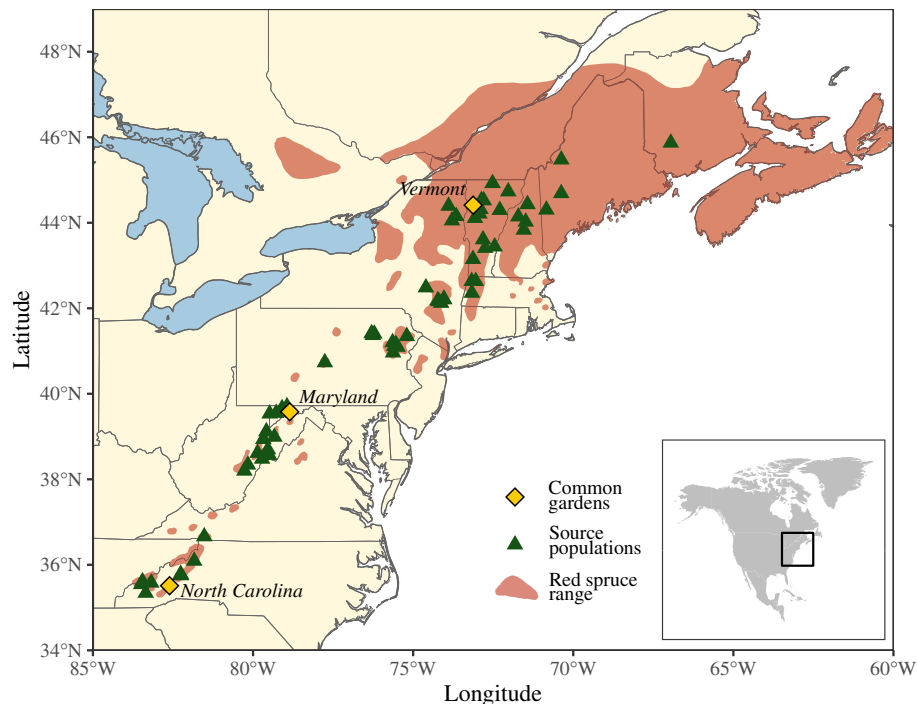 48°N
46°N
44°N
42°N
40°N
38°N
36°N
34°N
Latitude
Vermont
Maryland
North Carolina
Common
gardens
Source
populations
Red spruce
range
85°W
80°W
75°W
70°W
65°W
60°W
Longitude